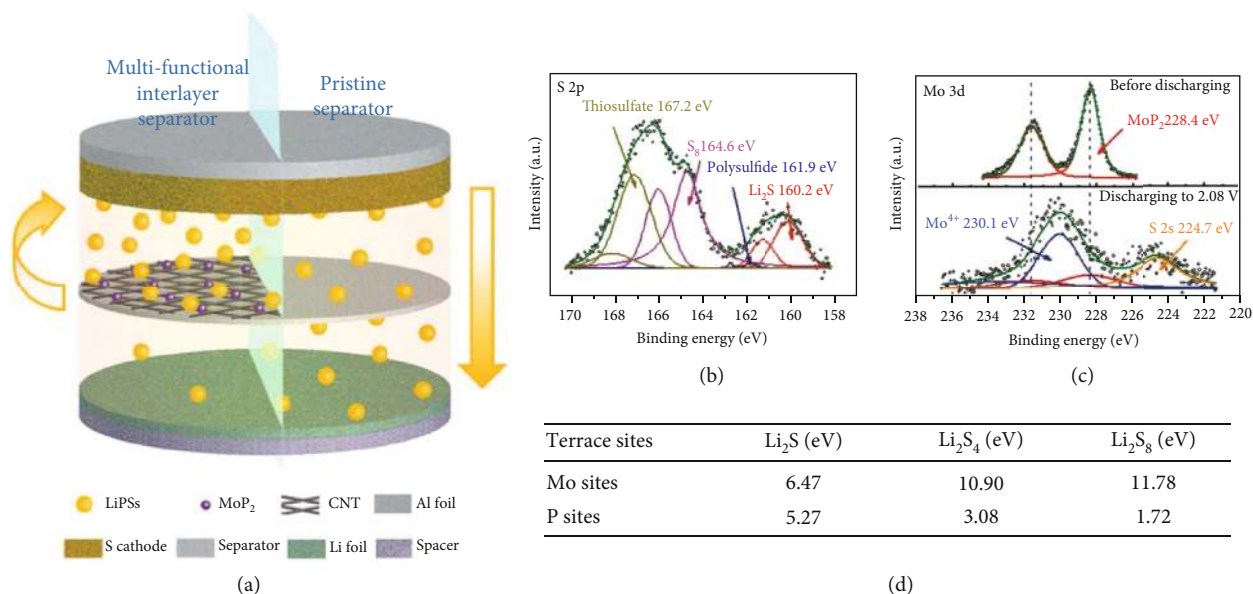 Multi-functional
interlayer
separator
Pristine
separator
LiPSs
MoP₂
CNT
Al foil
S cathode
Separator
Li foil
Spacer
(a)
S 2p
Thiosulfate 167.2 eV
S₈164.6 eV
Polysulfide 161.9 eV
Li₂S 160.2 eV
Intensity (a.u.)
170 168 166 164 162 160 158
Binding energy (eV)
(b)
Mo 3d
Before discharging
MoP₂228.4 eV
Discharging to 2.08 V
Mo⁴⁺ 230.1 eV
S 2s 224.7 eV
Intensity (a.u.)
238 236 234 232 230 228 226 224 222 220
Binding energy (eV)
(c)
Terrace sites Li₂S (eV) Li₂S₄ (eV) Li₂S₈ (eV)
Mo sites 6.47 10.90 11.78
P sites 5.27 3.08 1.72
(d)